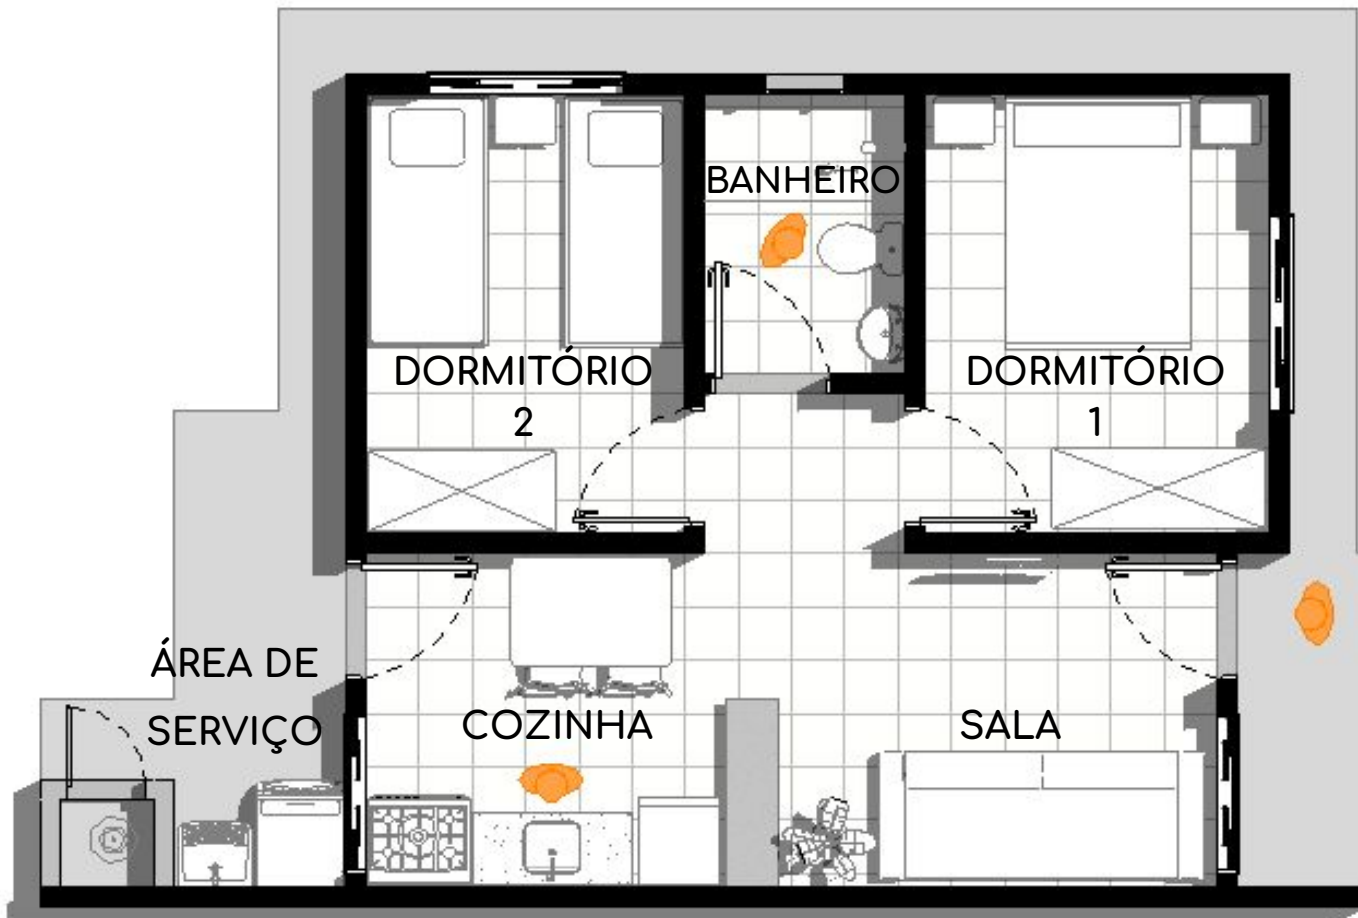 BANHEIRO
DORMITÓRIO
2
DORMITÓRIO
1
ÁREA DE
SERVIÇO
COZINHA
SALA